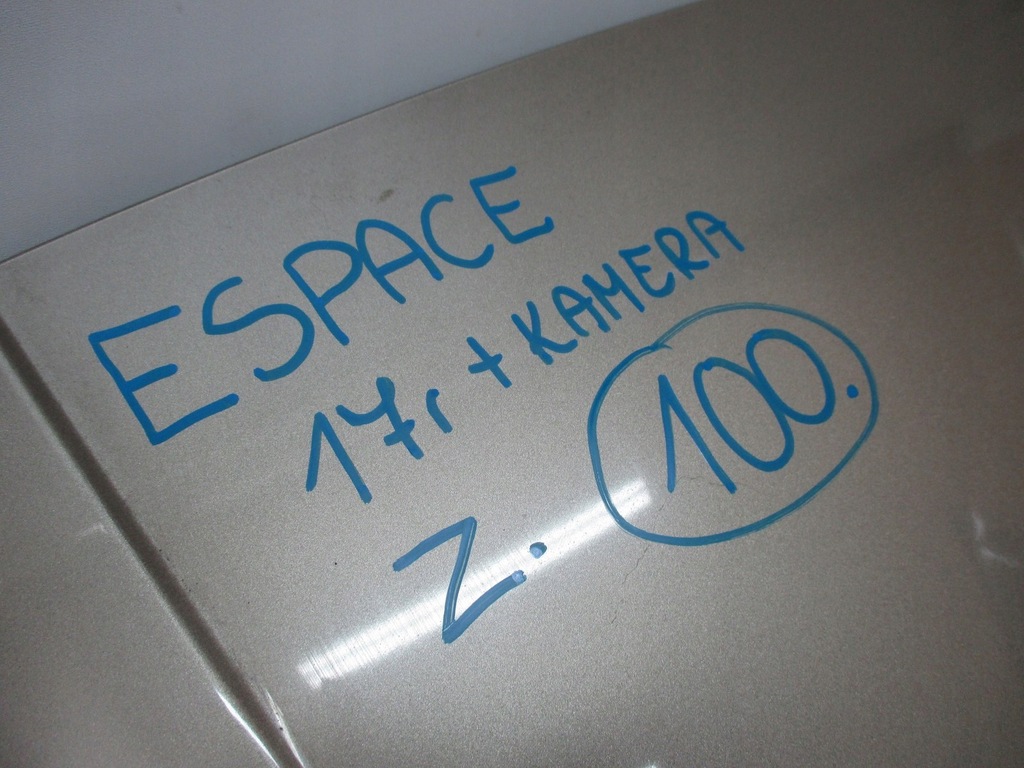 ESPACE
17r + KAMERA
100.
Z.